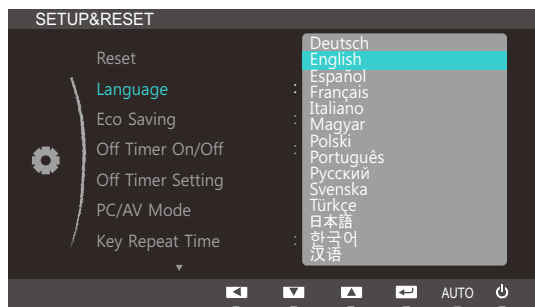 SETUP&RESET
Reset
Language :
Eco Saving :
Off Timer On/Off :
Off Timer Setting
PC/AV Mode
Key Repeat Time :
Deutsch
English
Español
Français
Italiano
Magyar
Polski
Português
Русский
Svenska
Türkçe
日本語
한국어
汉语
AUTO